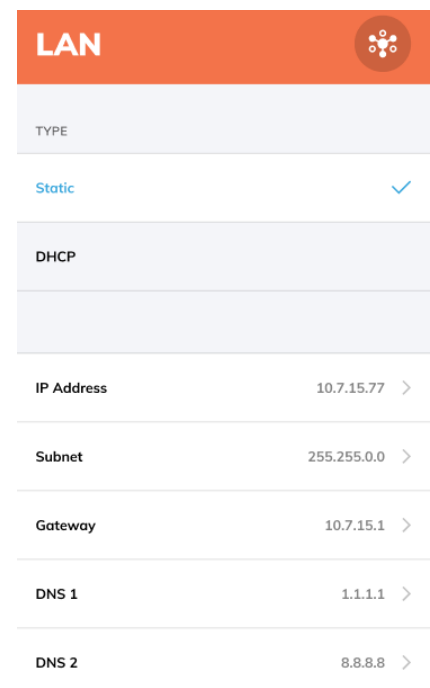 LAN
TYPE
Static
DHCP
IP Address 10.7.15.77
Subnet 255.255.0.0
Gateway 10.7.15.1
DNS 1 1.1.1.1
DNS 2 8.8.8.8